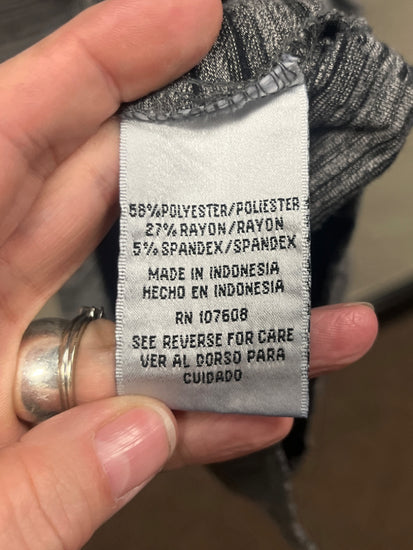 58%POLYESTER/POLIESTER
27%RAYON/RAYON
5%SPANDEX/SPANDEX
MADE IN INDONESIA
HECHO EN INDONESIA
RN 107608
SEE REVERSE FOR CARE
VER AL DORSO PARA
CUIDADO